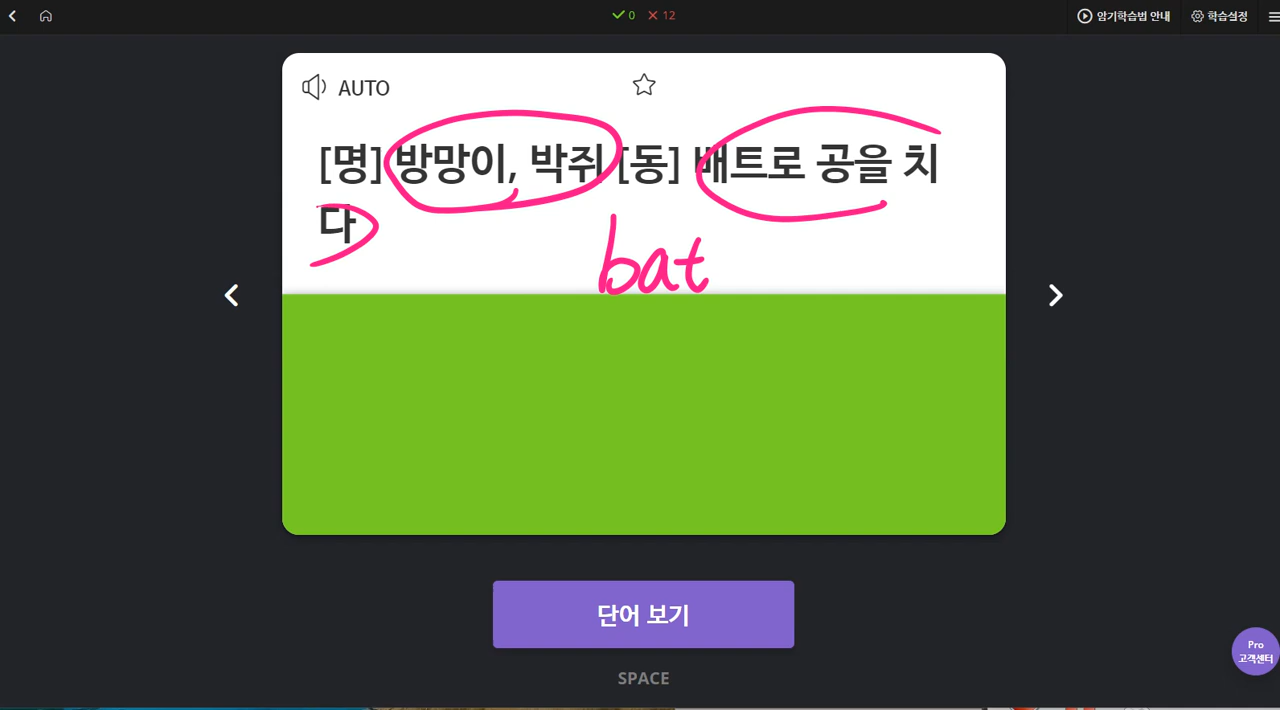 0 12 암기학습법 안내 학습설정
AUTO
[명] 방망이, 박쥐 [동] 배트로 공을 치
다
bat
단어 보기
SPACE
Pro
고객센터